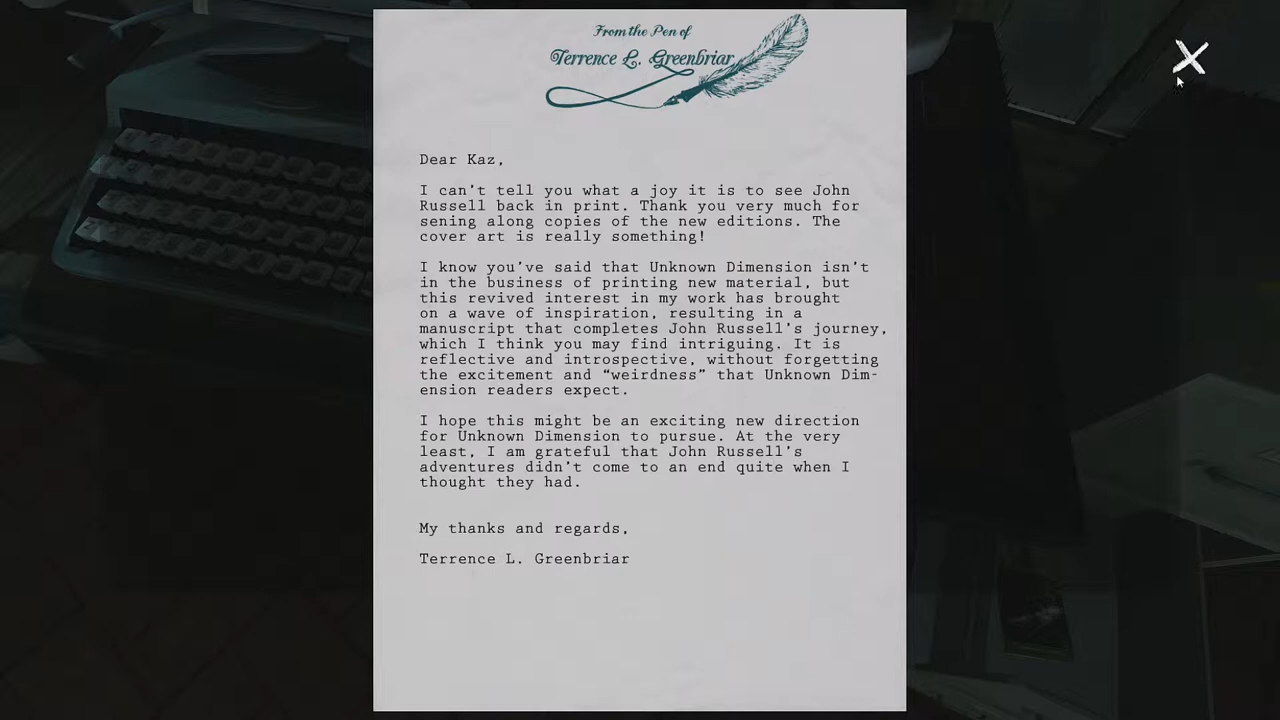 From the Pen of
Terrence L. Greenbriar
Dear Kaz,
I can't tell you what a joy it is to see John
Russell back in print. Thank you very much for
sening along copies of the new editions. The
cover art is really something!
I know you've said that Unknown Dimension isn't
in the business of printing new material, but
this revived interest in my work has brought
on a wave of inspiration, resulting in a
manuscript that completes John Russell's journey,
which I think you may find intriguing. It is
reflective and introspective, without forgetting
the excitement and “weirdness” that Unknown Dim-
ension readers expect.
I hope this might be an exciting new direction
for Unknown Dimension to pursue. At the very
least, I am grateful that John Russell's
adventures didn't come to an end quite when I
thought they had.
My thanks and regards,
Terrence L. Greenbriar